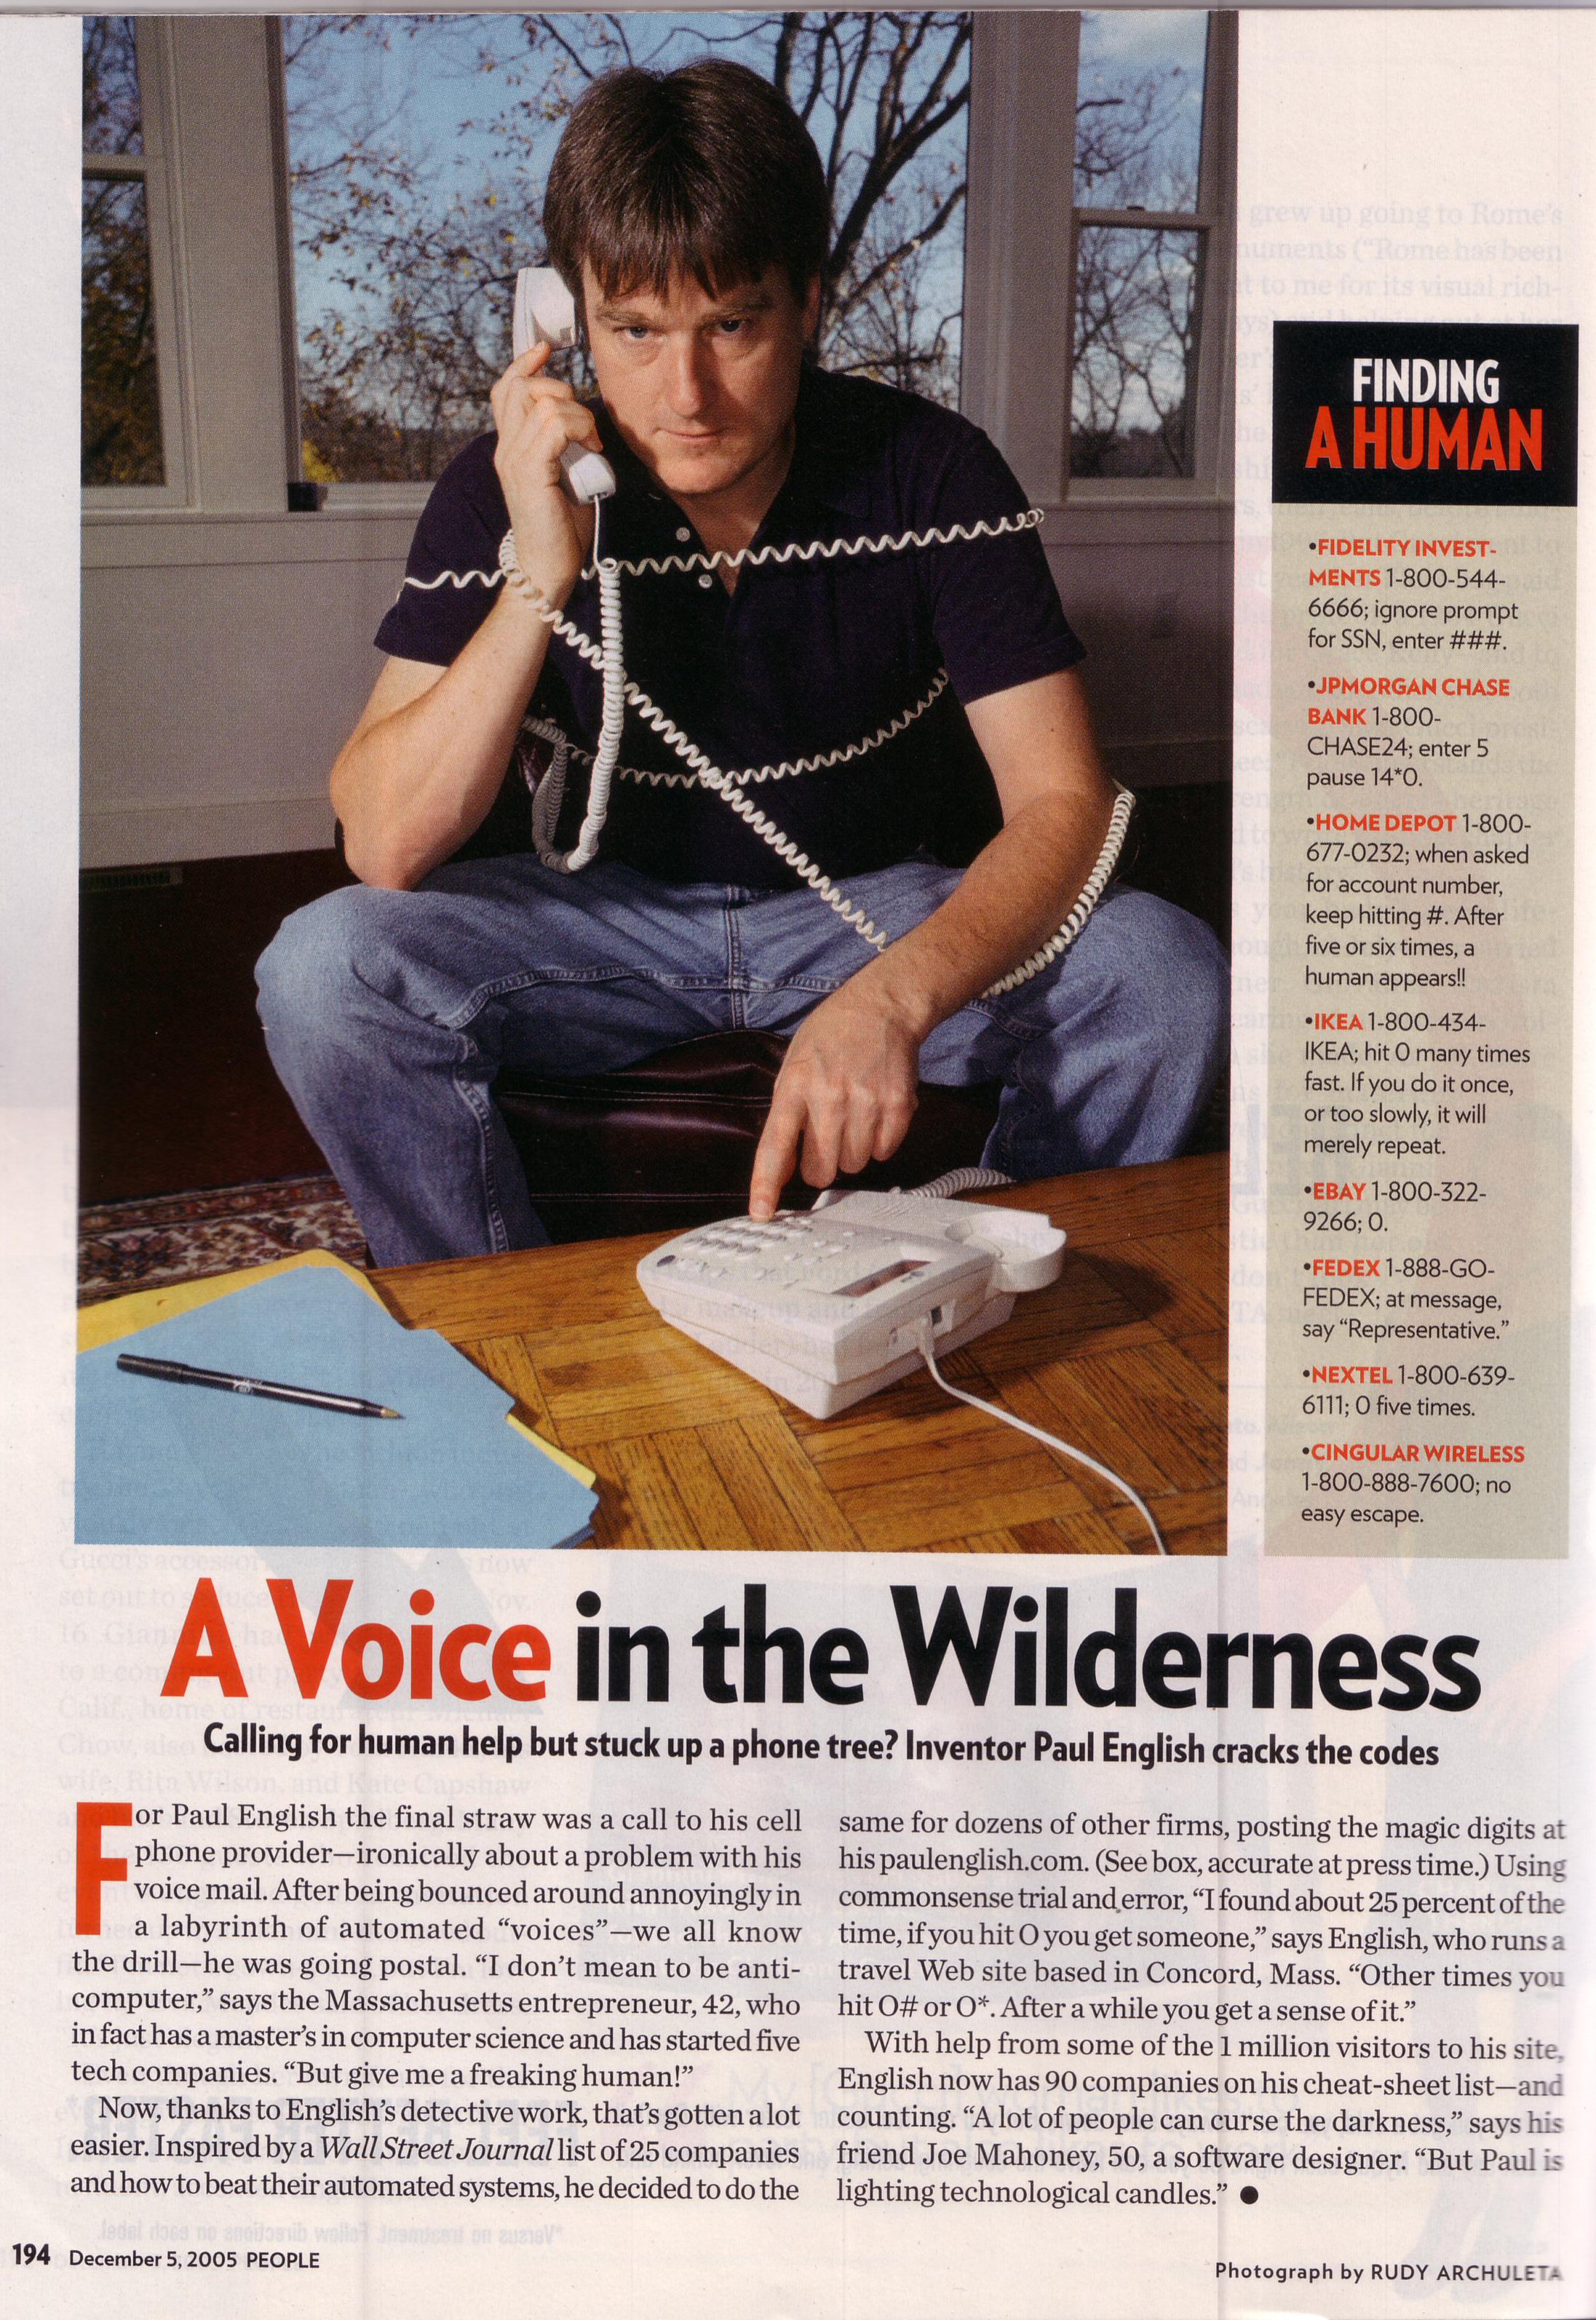 FINDING
A HUMAN
•FIDELITY INVEST-
MENTS 1-800-544-
6666; ignore prompt
for SSN, enter ###.
•JPMORGAN CHASE
BANK 1-800-
CHASE24; enter 5
pause 14*0.
•HOME DEPOT 1-800-
677-0232; when asked
for account number,
keep hitting #. After
five or six times, a
human appears!!
•IKEA 1-800-434-
IKEA; hit 0 many times
fast. If you do it once,
or too slowly, it will
merely repeat.
•EBAY 1-800-322-
9266; 0.
•FEDEX 1-888-GO-
FEDEX; at message,
say “Representative.”
•NEXTEL 1-800-639-
6111; 0 five times.
•CINGULAR WIRELESS
1-800-888-7600; no
easy escape.
A Voice in the Wilderness
Calling for human help but stuck up a phone tree? Inventor Paul English cracks the codes
For Paul English the final straw was a call to his cell
phone provider—ironically about a problem with his
voice mail. After being bounced around annoyingly in
a labyrinth of automated “voices”—we all know
the drill—he was going postal. “I don’t mean to be anti-
computer,” says the Massachusetts entrepreneur, 42, who
in fact has a master’s in computer science and has started five
tech companies. “But give me a freaking human!”
Now, thanks to English’s detective work, that’s gotten a lot
easier. Inspired by a Wall Street Journal list of 25 companies
and how to beat their automated systems, he decided to do the
same for dozens of other firms, posting the magic digits at
his paulenglish.com. (See box, accurate at press time.) Using
commonsense trial and error, “I found about 25 percent of the
time, if you hit 0 you get someone,” says English, who runs a
travel Web site based in Concord, Mass. “Other times you
hit 0# or 0*. After a while you get a sense of it.”
With help from some of the 1 million visitors to his site,
English now has 90 companies on his cheat-sheet list—and
counting. “A lot of people can curse the darkness,” says his
friend Joe Mahoney, 50, a software designer. “But Paul is
lighting technological candles.” ●
194 December 5, 2005 PEOPLE
Photograph by RUDY ARCHULETA